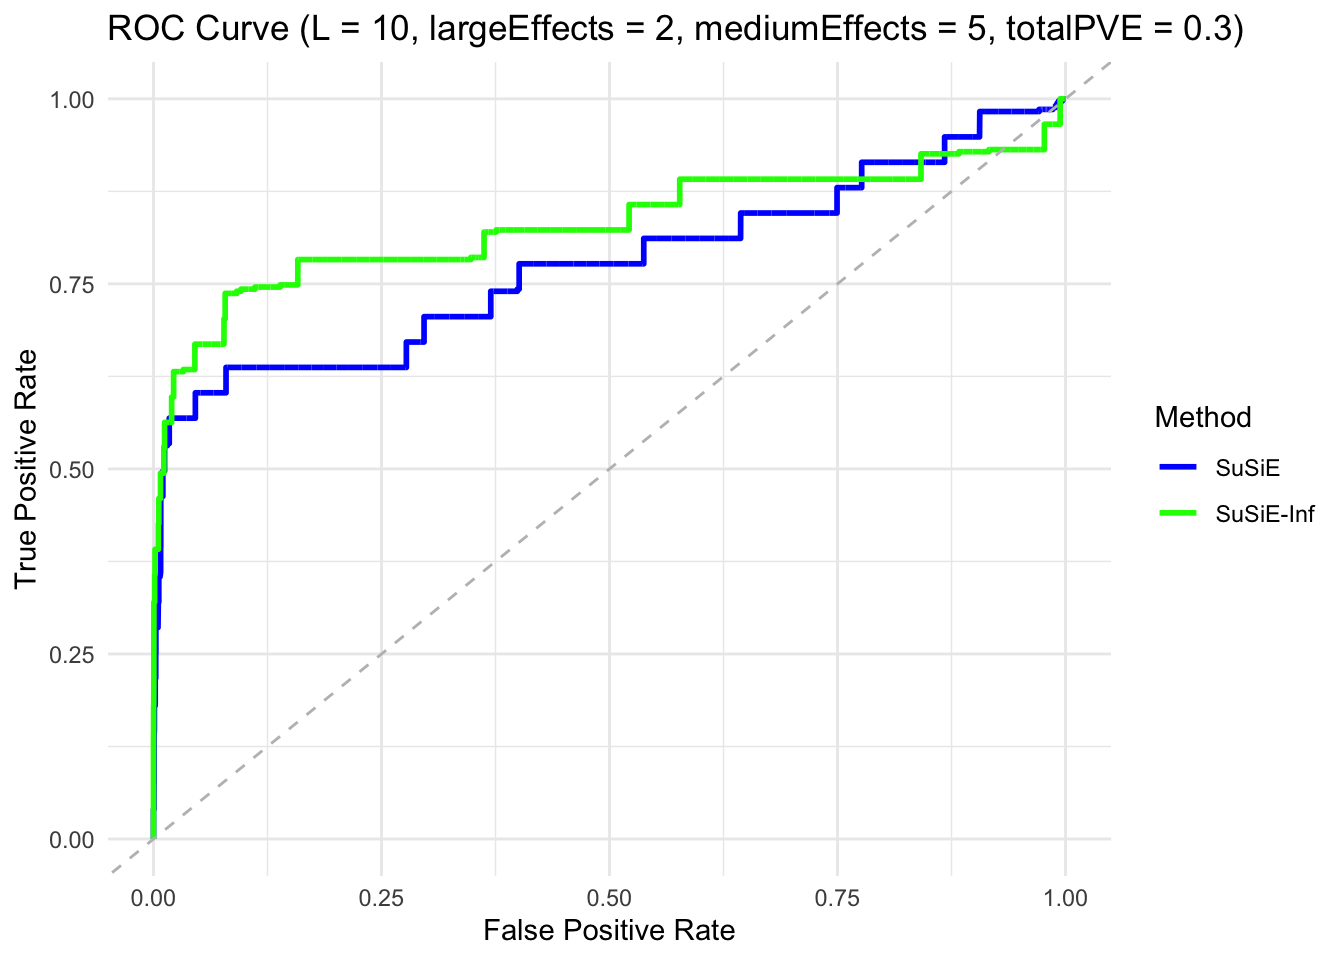 ROC Curve (L = 10, largeEffects = 2, mediumEffects = 5, totalPVE = 0.3)
1.00
0.75
0.50
0.25
0.00
True Positive Rate
0.00 0.25 0.50 0.75 1.00
False Positive Rate
Method
SuSiE
SuSiE-Inf